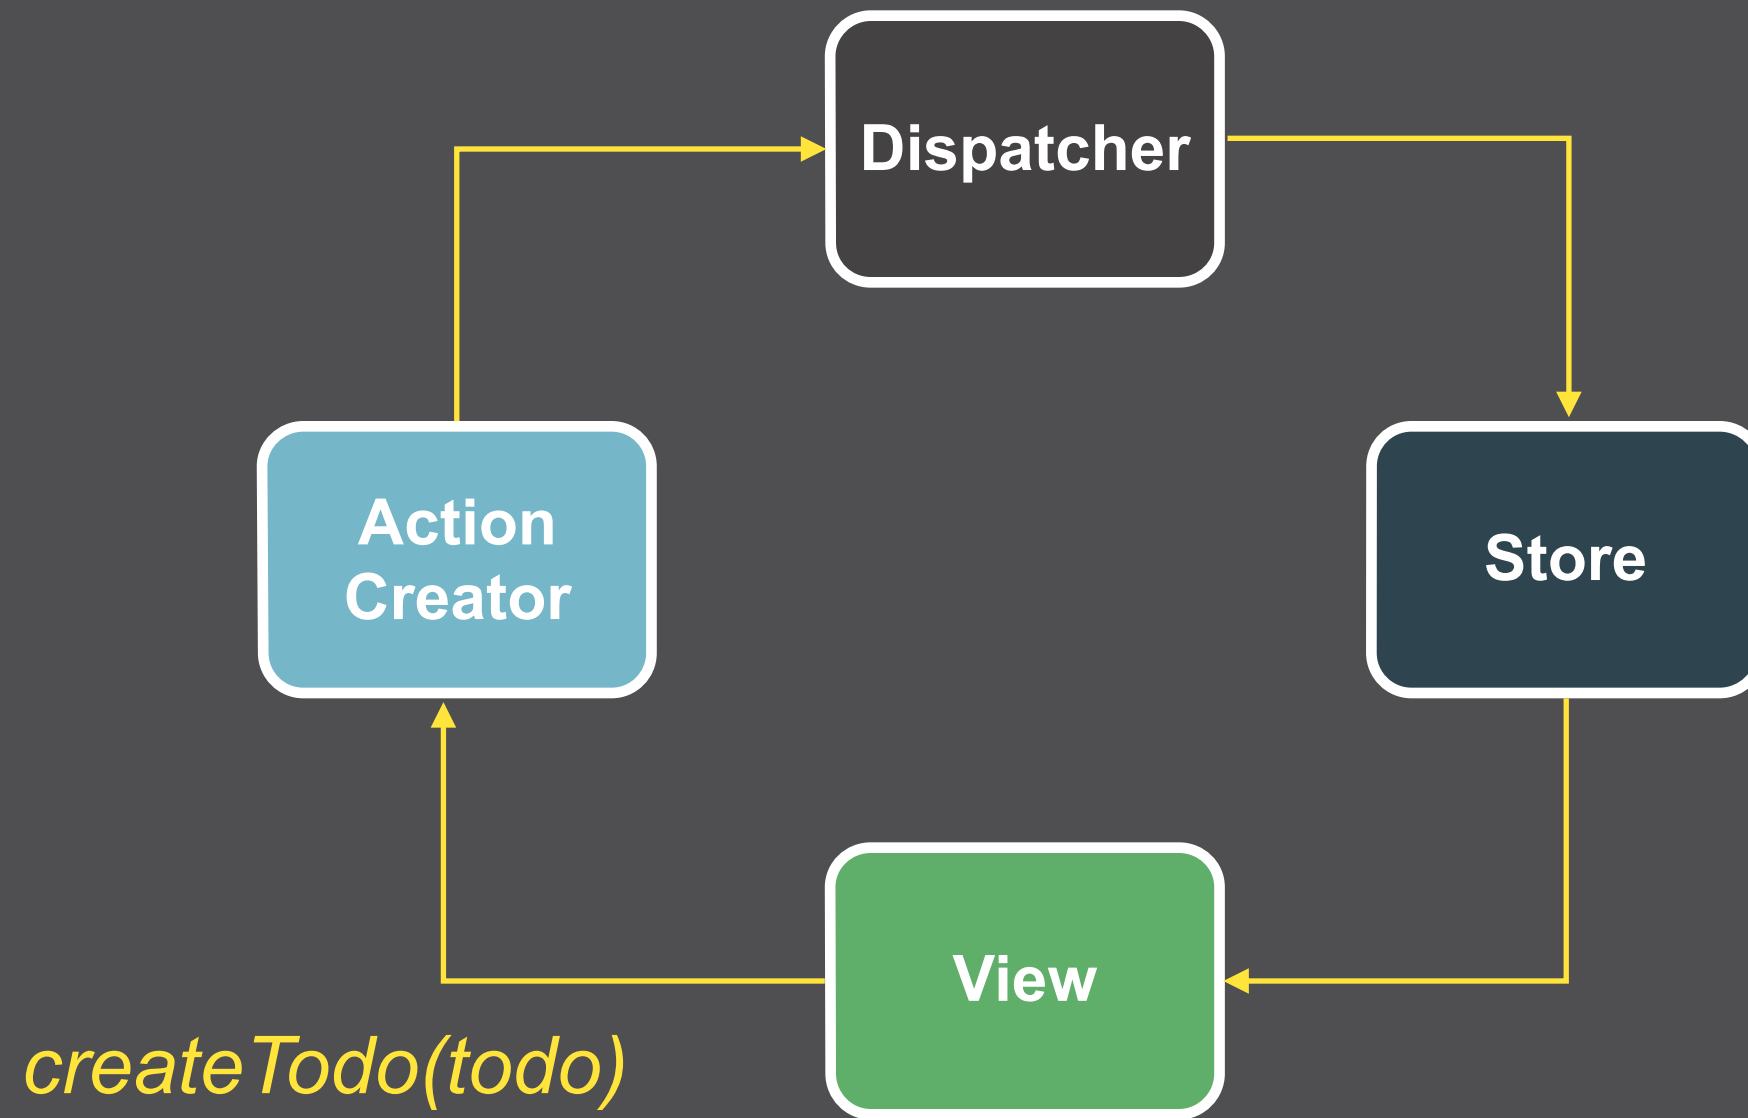 Dispatcher
Action
Creator
Store
View
createTodo(todo)